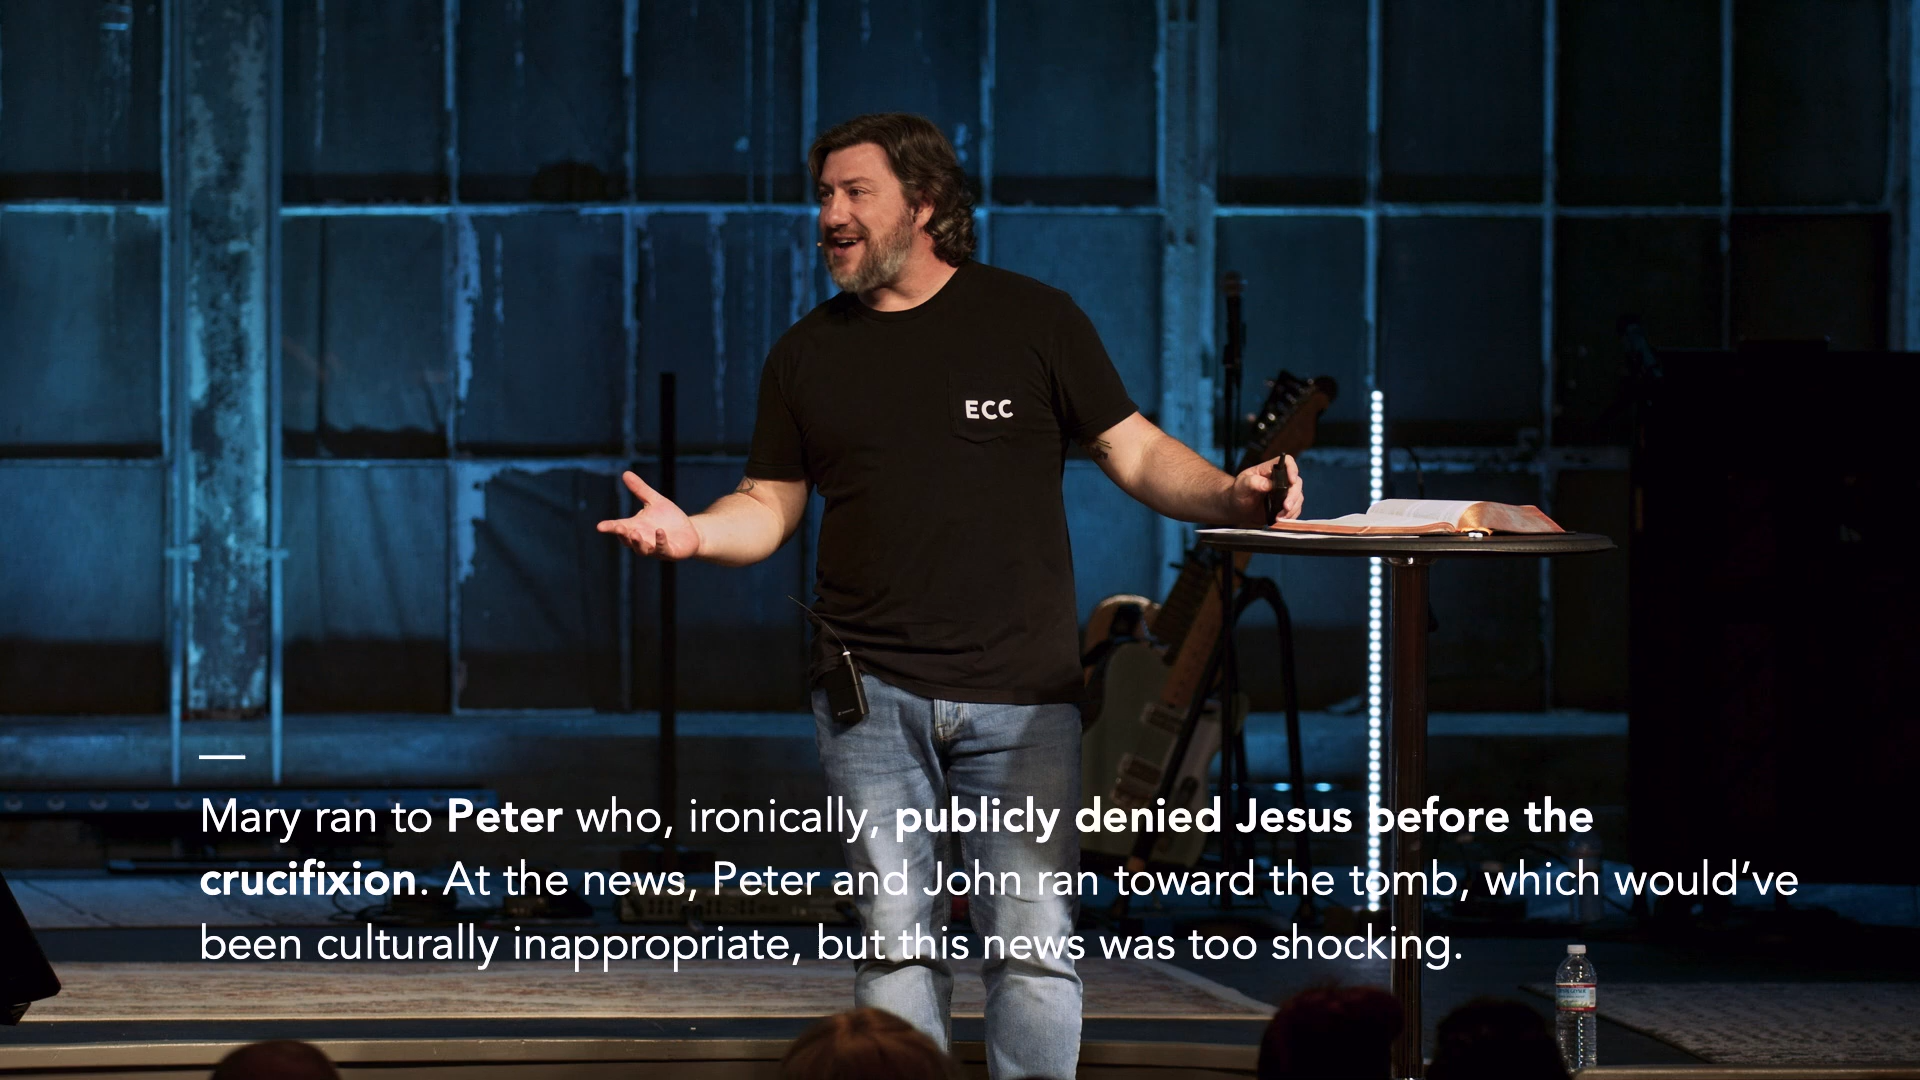 ECC
Mary ran to Peter who, ironically, publicly denied Jesus before the
crucifixion. At the news, Peter and John ran toward the tomb, which would’ve
been culturally inappropriate, but this news was too shocking.